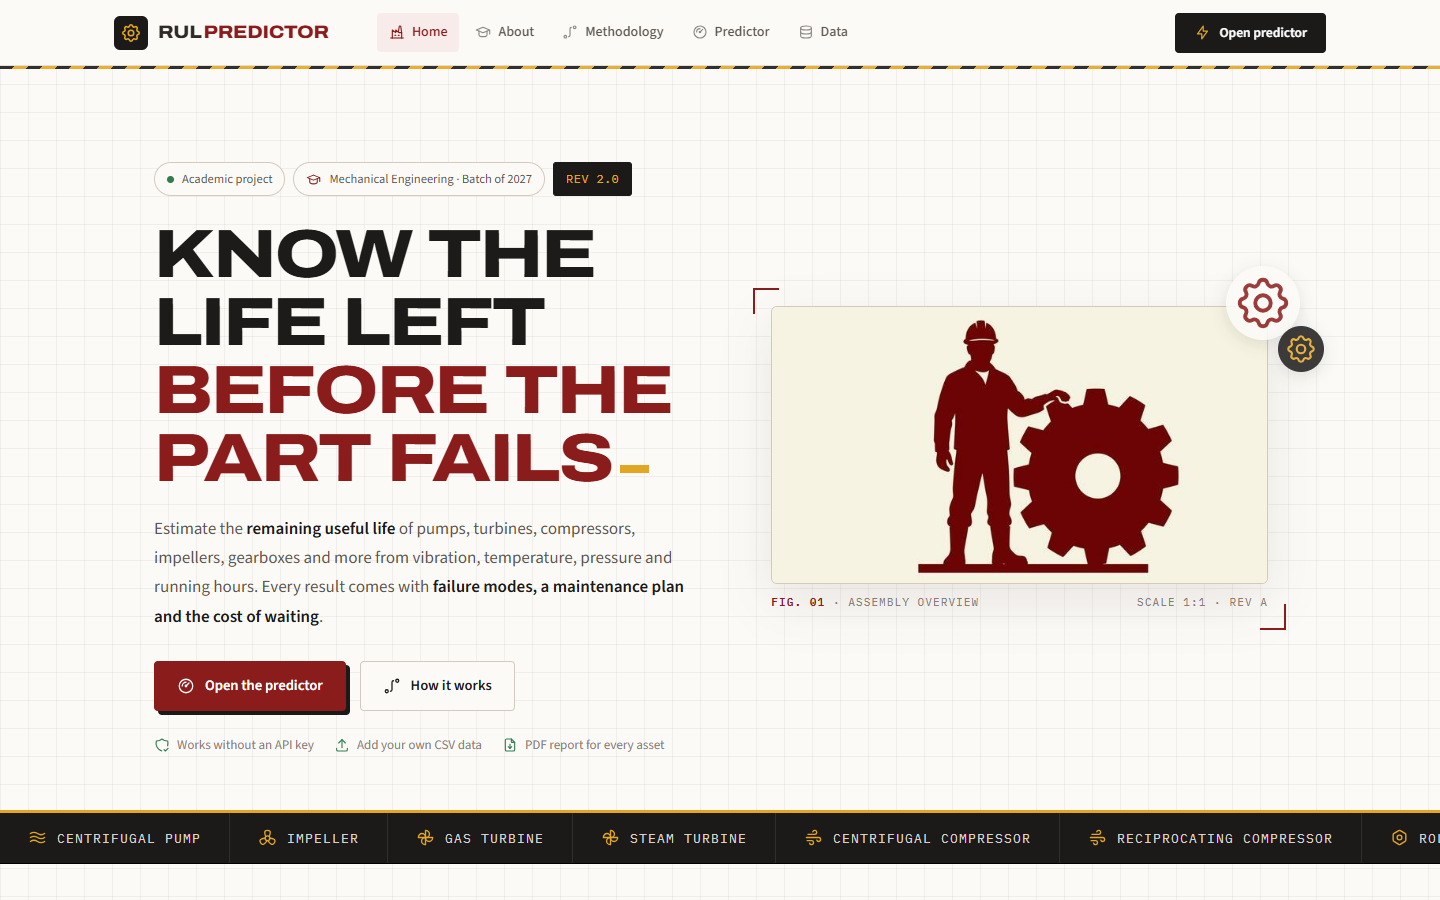 RULPREDICTOR
Home
About
Methodology
Predictor
Data
Open predictor
Academic project
Mechanical Engineering · Batch of 2027
REV 2.0
KNOW THE
LIFE LEFT
BEFORE THE
PART FAILS
Estimate the remaining useful life of pumps, turbines, compressors,
impellers, gearboxes and more from vibration, temperature, pressure and
running hours. Every result comes with failure modes, a maintenance plan
and the cost of waiting.
FIG. 01 · ASSEMBLY OVERVIEW
SCALE 1:1 · REV A
Open the predictor
How it works
Works without an API key
Add your own CSV data
PDF report for every asset
CENTRIFUGAL PUMP
IMPELLER
GAS TURBINE
STEAM TURBINE
CENTRIFUGAL COMPRESSOR
RECIPROCATING COMPRESSOR